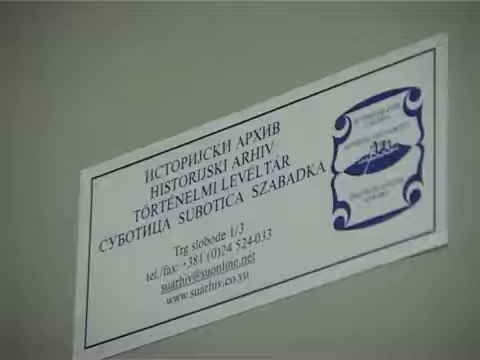 ИСТОРИЈСКИ АРХИВ
HISTORIJSKI ARHIV
TÖRTÉNELMI LEVÉLTÁR
СУБОТИЦА SUBOTICA SZABADKA
Trg slobode 1/3
tel./fax: +381 (0)24 524-033
suarhiv@suonline.net
www.suarhiv.co.yu